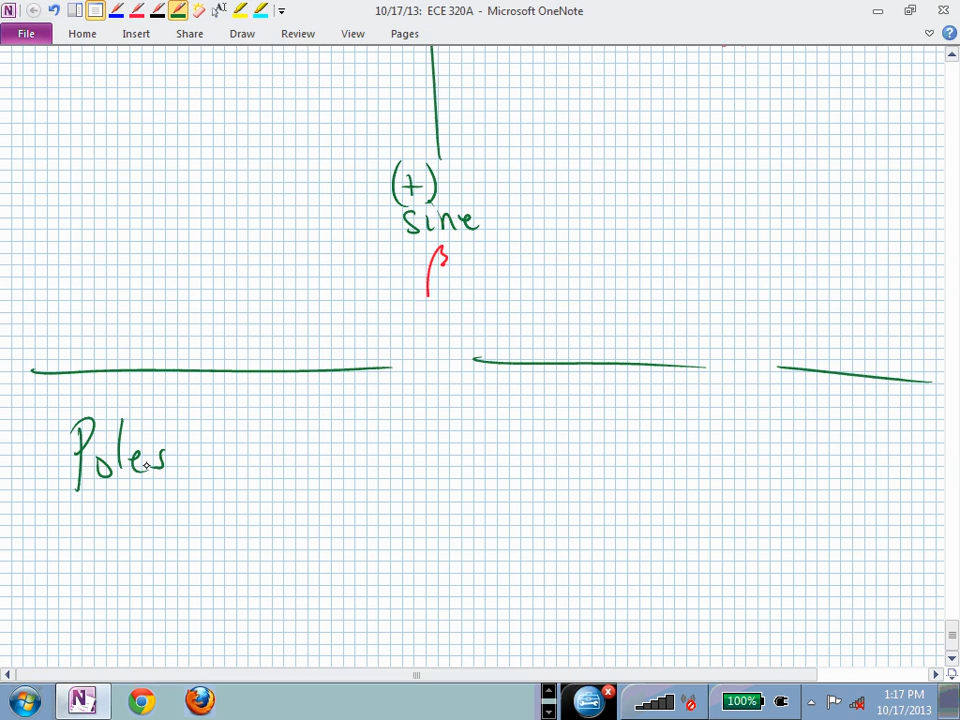 10/17/13: ECE 320A - Microsoft OneNote
File Home Insert Share Draw Review View Pages
(+)
sine
β
Poles
100%
1:17 PM
10/17/2013